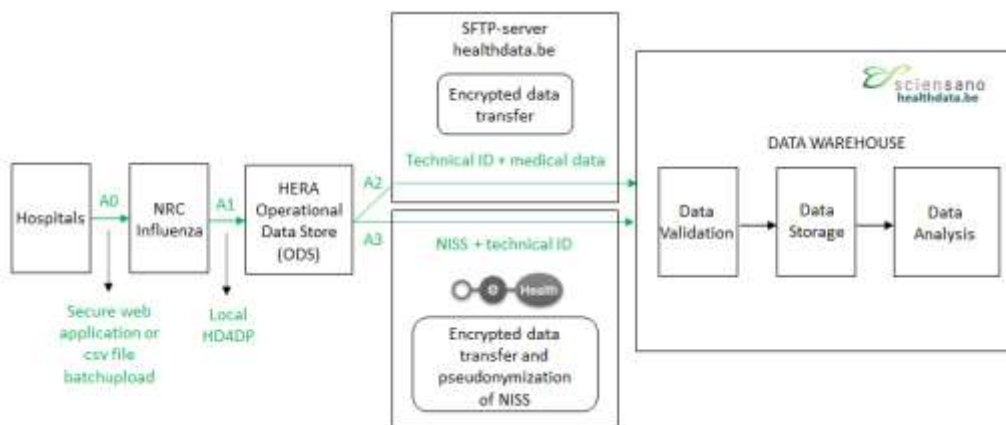 SFTP-server
healthdata.be
Encrypted data
transfer
Technical ID + medical data
sciensano
healthdata.be
DATA WAREHOUSE
Hospitals
A0
NRC
Influenza
A1
HERA
Operational
Data Store
(ODS)
A2
A3
NISS + technical ID
Health
Encrypted data
transfer and
pseudonymization
of NISS
Data
Validation
Data
Storage
Data
Analysis
Secure web
application or
csv file
batchupload
Local
HD4DP